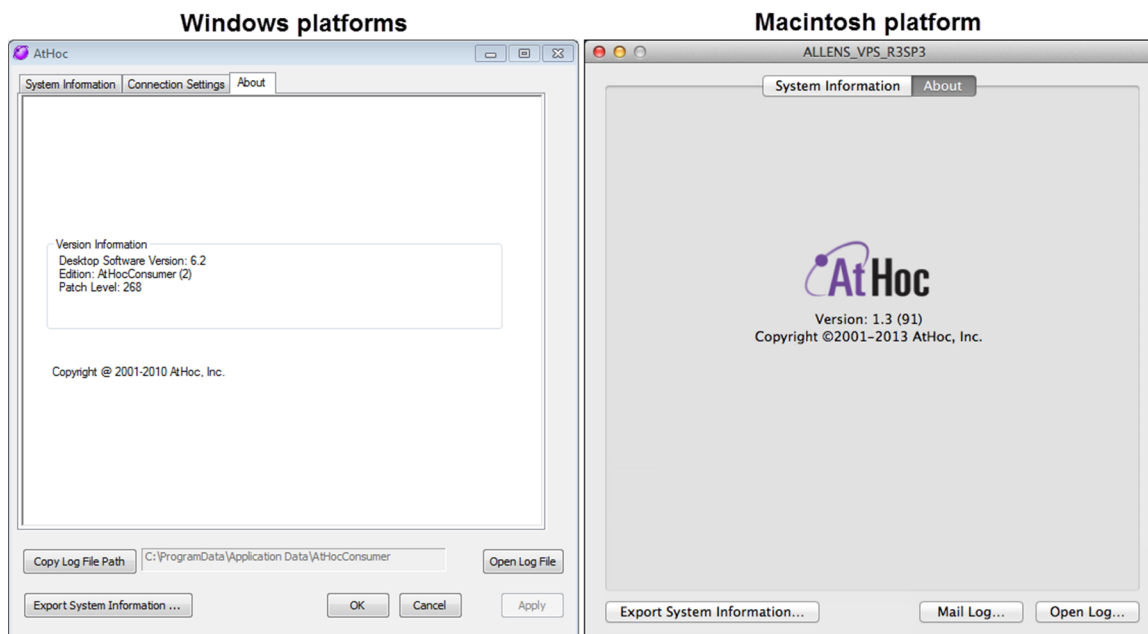 Windows platforms
AtHoc
System Information Connection Settings About
Version Information
Desktop Software Version: 6.2
Edition: AtHocConsumer (2)
Patch Level: 268
Copyright @ 2001-2010 AtHoc, Inc.
Copy Log File Path C:\ProgramData\Application Data\AtHocConsumer Open Log File
Export System Information ... OK Cancel Apply
Macintosh platform
ALLENS_VPS_R3SP3
System Information About
AtHoc
Version: 1.3 (91)
Copyright ©2001-2013 AtHoc, Inc.
Export System Information... Mail Log... Open Log...